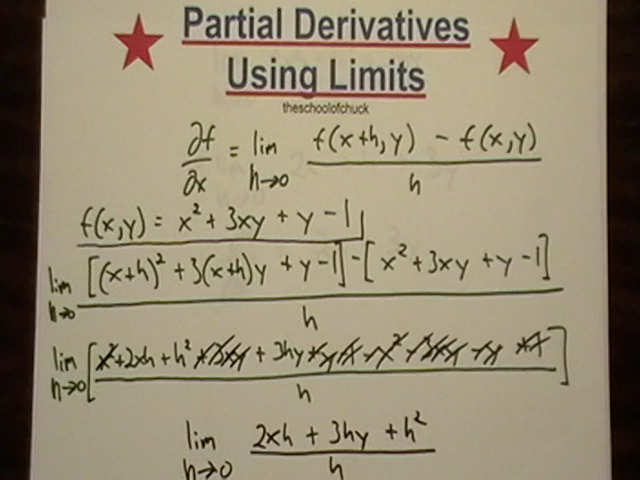 Partial Derivatives
Using Limits
theschoolofchuck
∂f/∂x = lim h→0 (f(x+h, y) - f(x,y))/h
f(x,y) = x² + 3xy + y - 1
lim h→0 ([(x+h)² + 3(x+h)y + y - 1] - [x² + 3xy + y - 1])/h
lim h→0 [x² + 2xh + h² + 3xy + 3hy + y - 1 - x² - 3xy - y + 1]/h
lim h→0 (2xh + 3hy + h²)/h